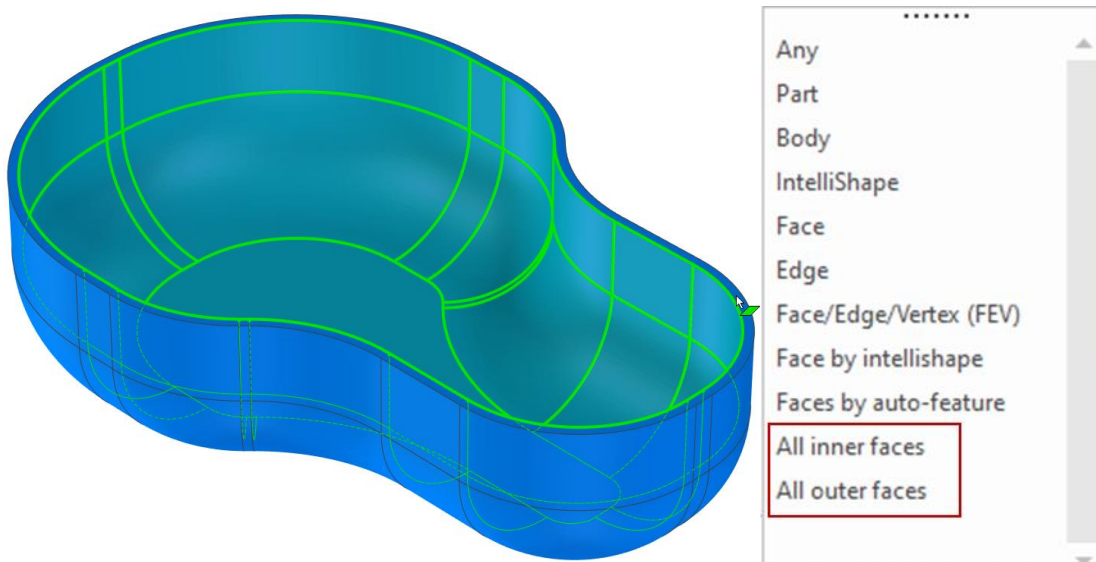 Any
Part
Body
IntelliShape
Face
Edge
Face/Edge/Vertex (FEV)
Face by intellishape
Faces by auto-feature
All inner faces
All outer faces